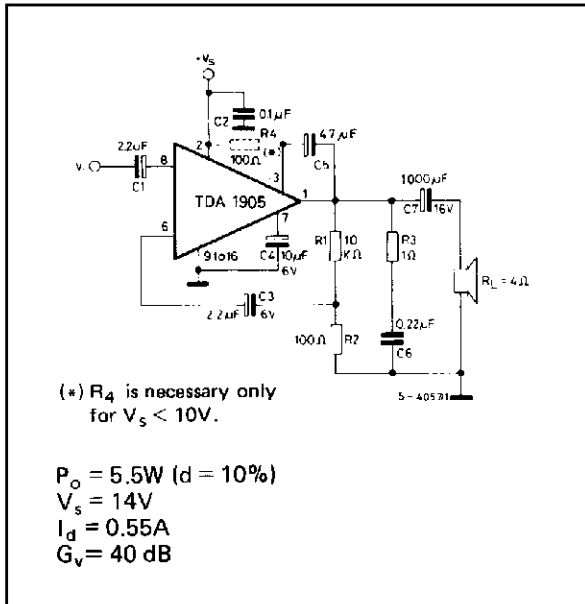 +Vs
C2
0.1µF
R4
(*)
100Ω
47µF
C5
2.2µF
Vi
C1
8
2
3
1
TDA 1905
7
6
9 to 16
C4
10µF
6V
1000µF
C7
16V
R1
10
KΩ
R3
1Ω
RL = 4Ω
C3
2.2µF
6V
100Ω
R2
0.22µF
C6
S-4057/1
(*) R4 is necessary only
for Vs < 10V.
Po = 5.5W (d = 10%)
Vs = 14V
Id = 0.55A
Gv = 40 dB